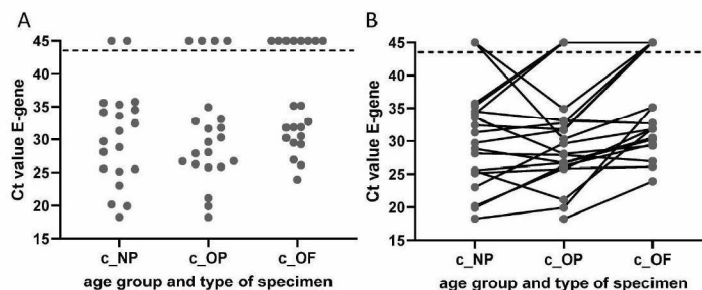 A
Ct value E-gene
45
40
35
30
25
20
15
c_NP c_OP c_OF
age group and type of specimen
B
Ct value E-gene
45
40
35
30
25
20
15
c_NP c_OP c_OF
age group and type of specimen